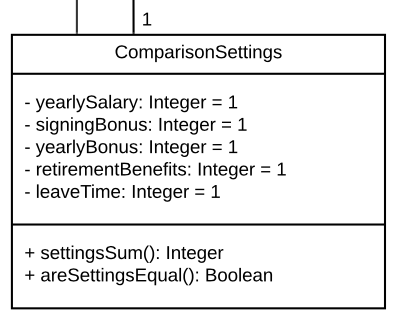 1
ComparisonSettings
- yearlySalary: Integer = 1
- signingBonus: Integer = 1
- yearlyBonus: Integer = 1
- retirementBenefits: Integer = 1
- leaveTime: Integer = 1
+ settingsSum(): Integer
+ areSettingsEqual(): Boolean